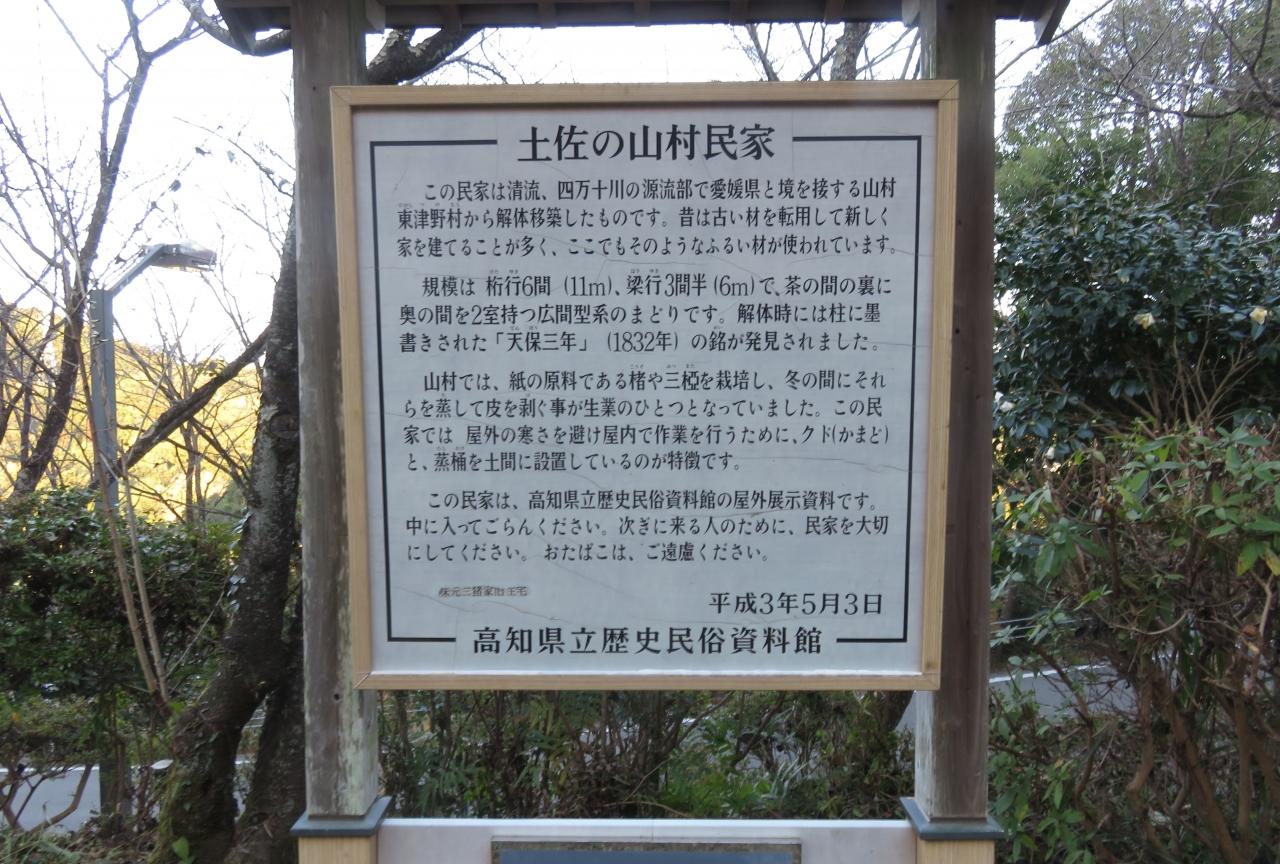 土佐の山村民家
この民家は清流、四万十川の源流部で愛媛県と境を接する山村
東津野村から解体移築したものです。昔は古い材を転用して新しく
家を建てることが多く、ここでもそのようなふるい材が使われています。
規模は 桁行6間 (11m)、梁行3間半 (6m)で、茶の間の裏に
奥の間を2室持つ広間型系のまどりです。解体時には柱に墨
書きされた「天保三年」 (1832年) の銘が発見されました。
山村では、紙の原料である楮や三椏を栽培し、冬の間にそれ
らを蒸して皮を剥ぐ事が生業のひとつとなっていました。この民
家では 屋外の寒さを避け屋内で作業を行うために、クド(かまど)
と、蒸桶を土間に設置しているのが特徴です。
この民家は、高知県立歴史民俗資料館の屋外展示資料です。
中に入ってごらんください。次ぎに来る人のために、民家を大切
にしてください。 おたばこは、ご遠慮ください。
平成3年5月3日
高知県立歴史民俗資料館